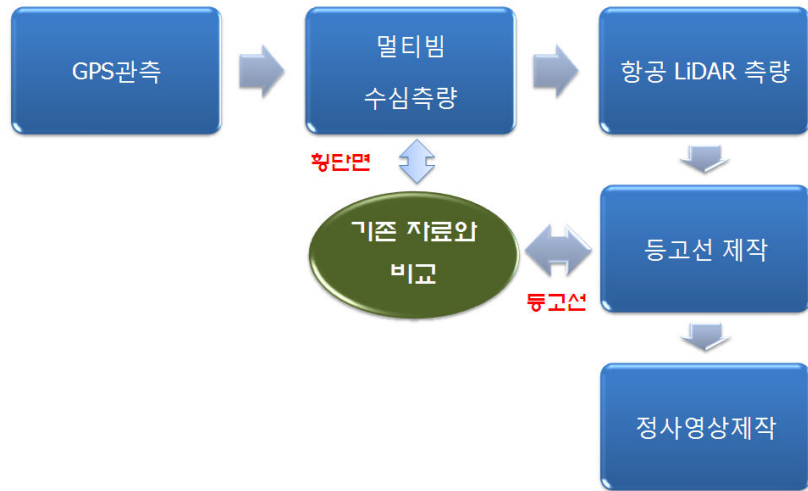 GPS관측
멀티빔
수심측량
항공 LiDAR 측량
횡단면
기존 자료와
비교
등고선
등고선 제작
정사영상제작